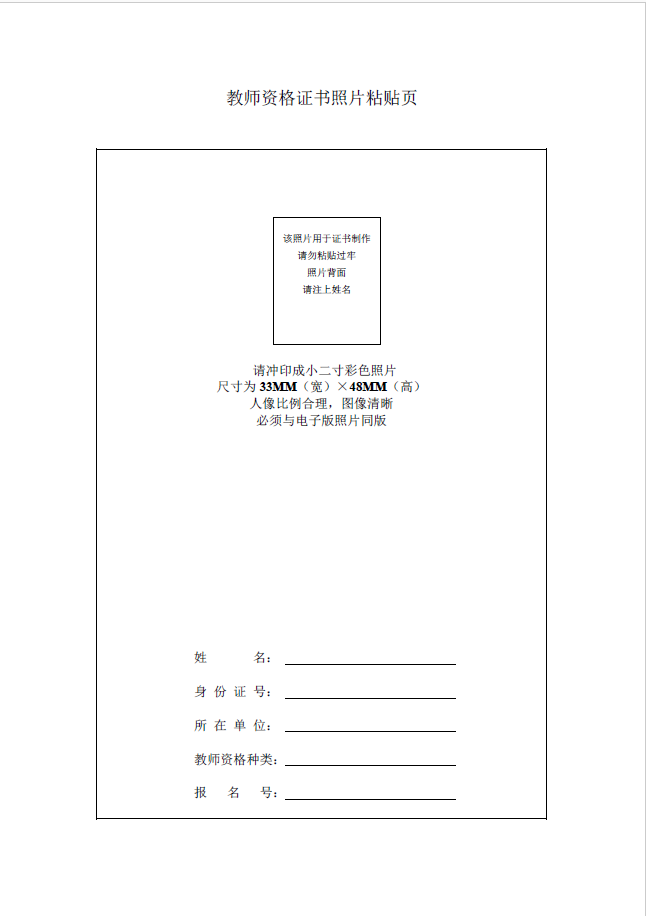 教师资格证书照片粘贴页
该照片用于证书制作
请勿粘贴过牢
照片背面
请注上姓名
请冲印成小二寸彩色照片
尺寸为 33MM（宽）×48MM（高）
人像比例合理，图像清晰
必须与电子版照片同版
姓 名：
身 份 证 号：
所 在 单 位：
教师资格种类：
报 名 号：